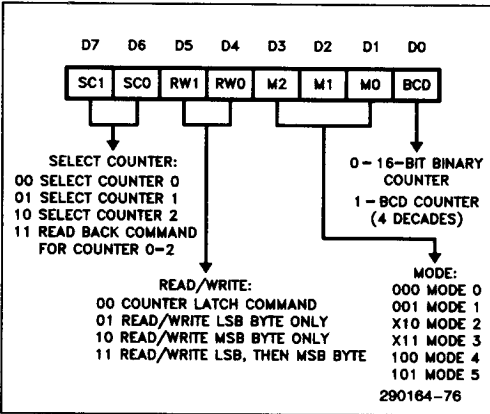 D7 D6 D5 D4 D3 D2 D1 D0
SC1 SC0 RW1 RW0 M2 M1 M0 BCD
SELECT COUNTER:
00 SELECT COUNTER 0
01 SELECT COUNTER 1
10 SELECT COUNTER 2
11 READ BACK COMMAND
FOR COUNTER 0-2
0-16-BIT BINARY
COUNTER
1-BCD COUNTER
(4 DECADES)
READ/WRITE:
00 COUNTER LATCH COMMAND
01 READ/WRITE LSB BYTE ONLY
10 READ/WRITE MSB BYTE ONLY
11 READ/WRITE LSB, THEN MSB BYTE
MODE:
000 MODE 0
001 MODE 1
X10 MODE 2
X11 MODE 3
100 MODE 4
101 MODE 5
290164-76